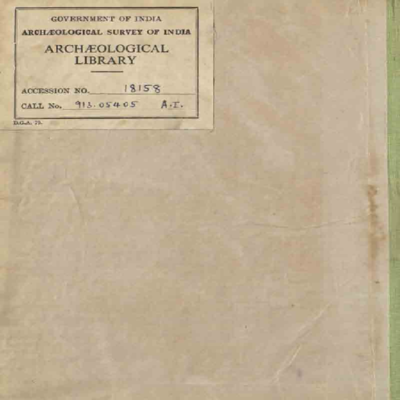 GOVERNMENT OF INDIA
ARCHÆOLOGICAL SURVEY OF INDIA
ARCHÆOLOGICAL
LIBRARY
ACCESSION NO. 18158
CALL No. 913.05405 A.I.
D.G.A. 79.